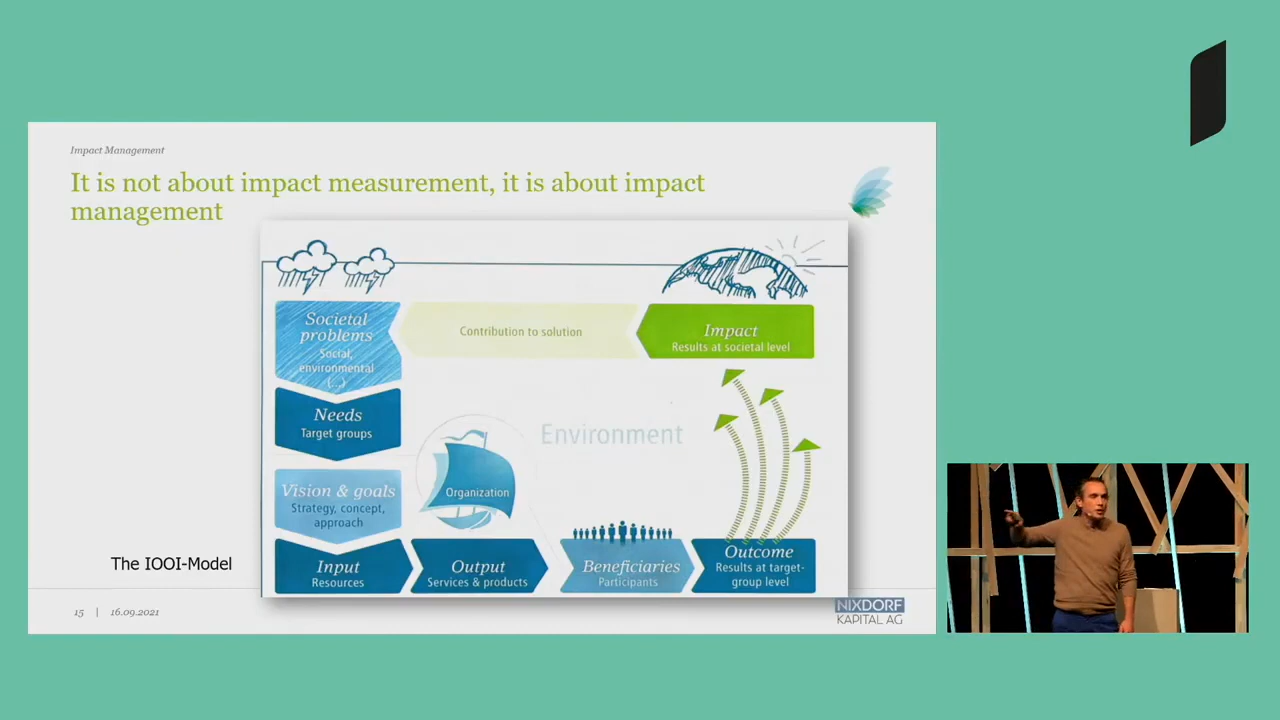 Impact Management
It is not about impact measurement, it is about impact
management
Societal
problems
Social,
environmental
(...)
Contribution to solution
Impact
Results at societal level
Needs
Target groups
Environment
Vision & goals
Strategy, concept,
approach
Organization
The IOOI-Model
Input
Resources
Output
Services & products
Beneficiaries
Participants
Outcome
Results at target-
group level
15 | 16.09.2021
NIXDORF
KAPITAL AG